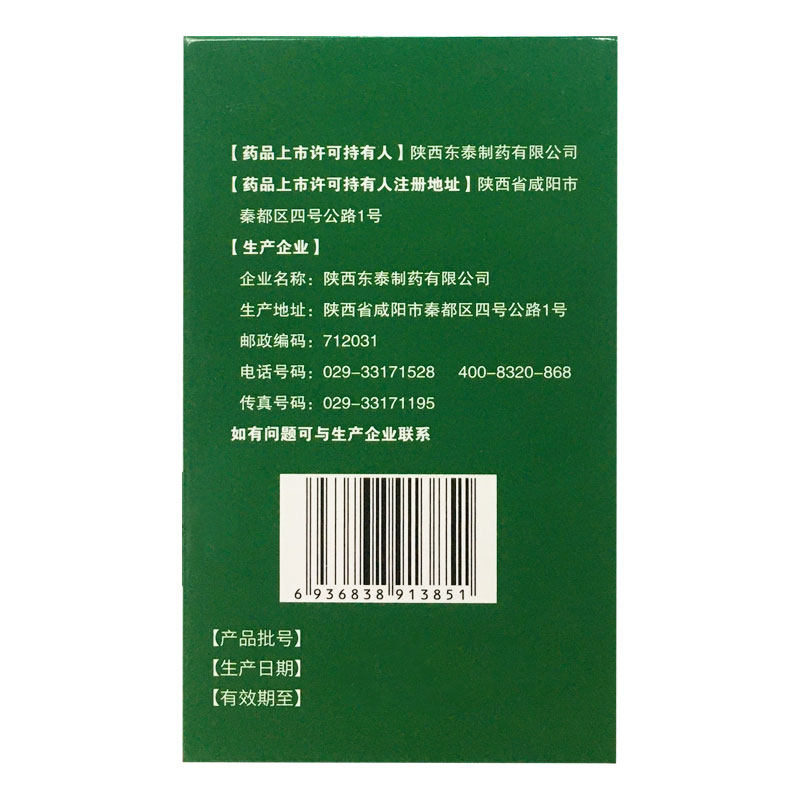 【药品上市许可持有人】陕西东泰制药有限公司
【药品上市许可持有人注册地址】陕西省咸阳市
秦都区四号公路1号
【生产企业】
企业名称：陕西东泰制药有限公司
生产地址：陕西省咸阳市秦都区四号公路1号
邮政编码：712031
电话号码：029-33171528 400-8320-868
传真号码：029-33171195
如有问题可与生产企业联系
6 936838 913851
【产品批号】
【生产日期】
【有效期至】